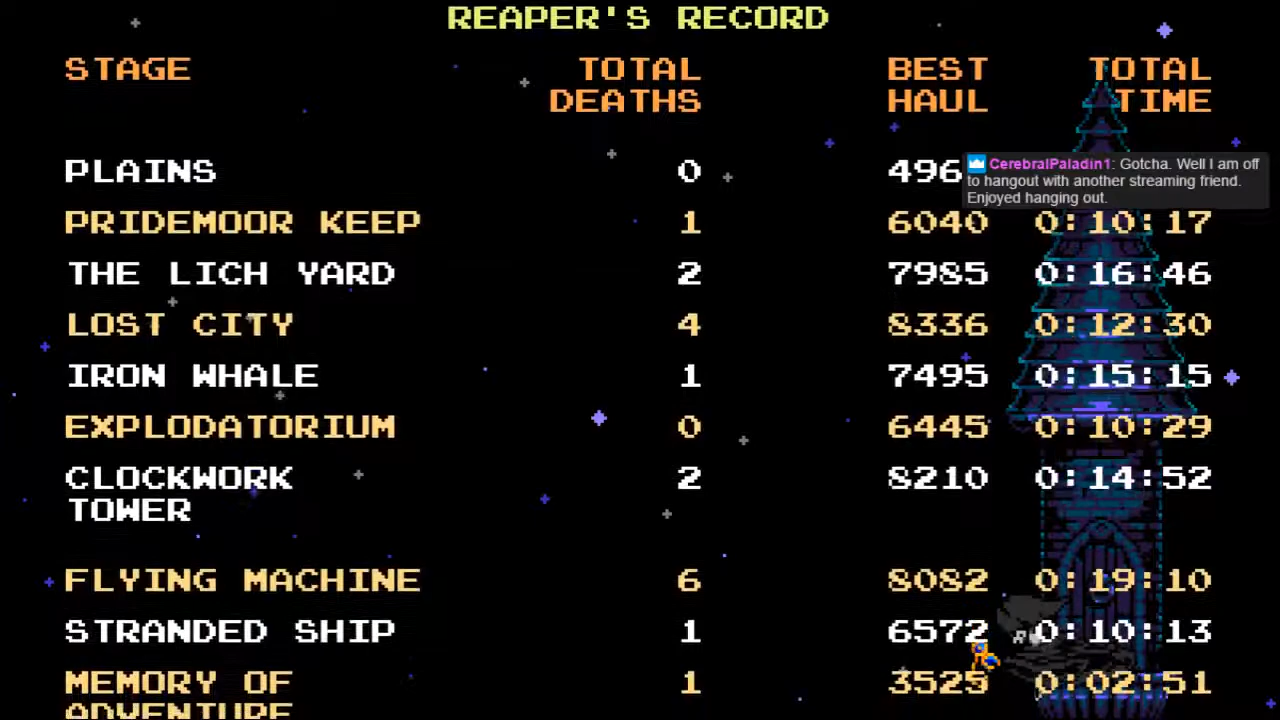 REAPER'S RECORD
STAGE TOTAL DEATHS BEST HAUL TOTAL TIME
PLAINS 0 496
CerebralPaladin1: Gotcha. Well I am off
to hangout with another streaming friend.
Enjoyed hanging out.
PRIDEMOOR KEEP 1 6040 0:10:17
THE LICH YARD 2 7985 0:16:46
LOST CITY 4 8336 0:12:30
IRON WHALE 1 7495 0:15:15
EXPLODATORIUM 0 6445 0:10:29
CLOCKWORK 2 8210 0:14:52
TOWER
FLYING MACHINE 6 8082 0:19:10
STRANDED SHIP 1 6572 0:10:13
MEMORY OF 1 3525 0:02:51
ADVENTURE